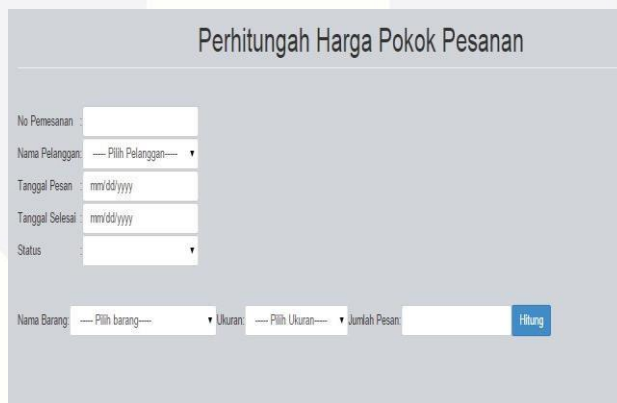 Perhitungah Harga Pokok Pesanan
No Pemesanan :
Nama Pelanggan: ---- Pilih Pelanggan----
Tanggal Pesan : mm/dd/yyyy
Tanggal Selesai : mm/dd/yyyy
Status :
Nama Barang: ---- Pilih barang---- Ukuran: ---- Pilih Ukuran---- Jumlah Pesan: Hitung